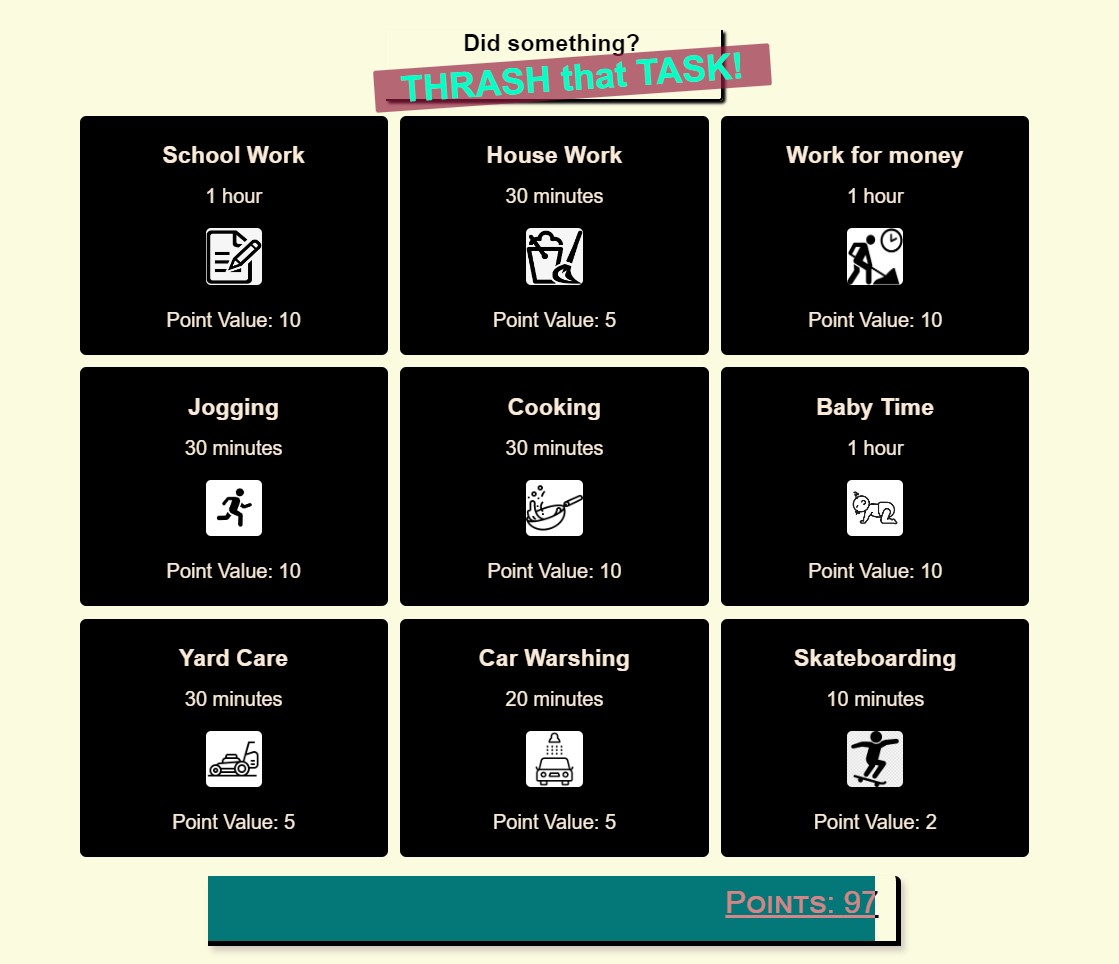 Did something?
THRASH that TASK!
School Work
1 hour
Point Value: 10
House Work
30 minutes
Point Value: 5
Work for money
1 hour
Point Value: 10
Jogging
30 minutes
Point Value: 10
Cooking
30 minutes
Point Value: 10
Baby Time
1 hour
Point Value: 10
Yard Care
30 minutes
Point Value: 5
Car Warshing
20 minutes
Point Value: 5
Skateboarding
10 minutes
Point Value: 2
Points: 97